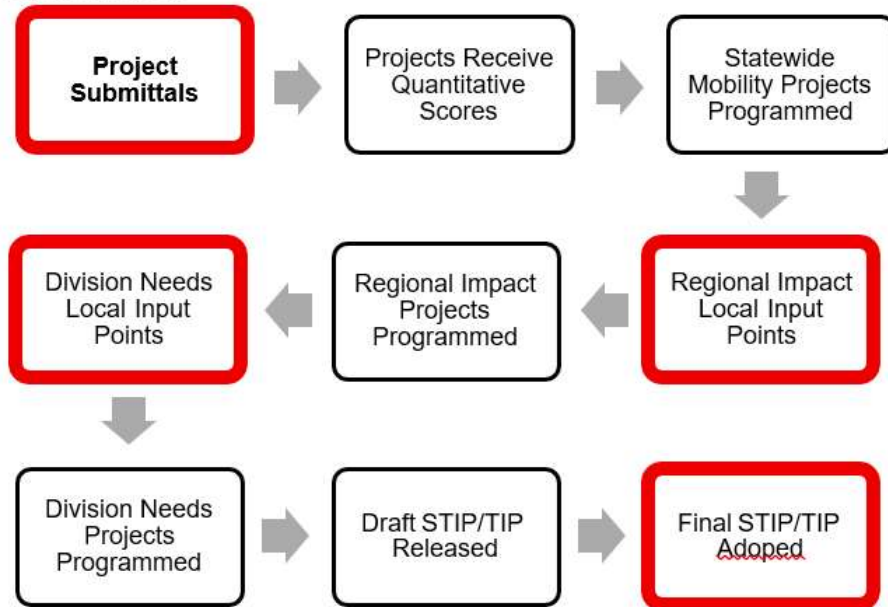 Project
Submittals
Projects Receive
Quantitative
Scores
Statewide
Mobility Projects
Programmed
Regional Impact
Local Input
Points
Regional Impact
Projects
Programmed
Division Needs
Local Input
Points
Division Needs
Projects
Programmed
Draft STIP/TIP
Released
Final STIP/TIP
Adoped